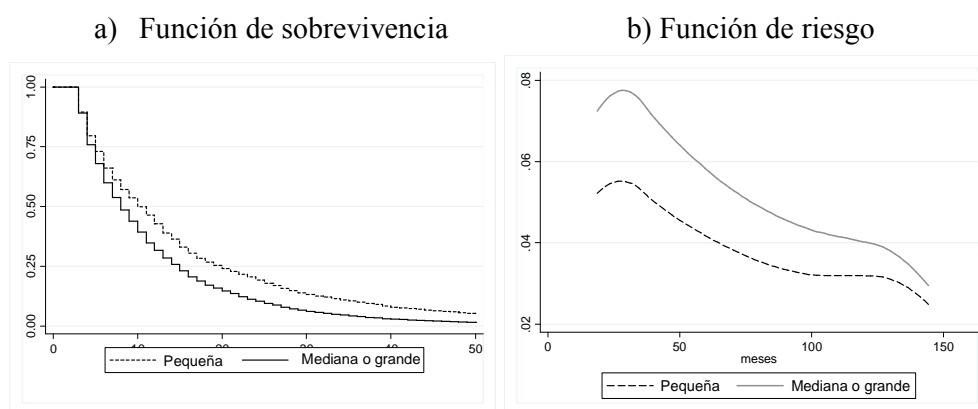 a) Función de sobrevivencia
b) Función de riesgo
1.00
0.75
0.50
0.25
0.00
0 10 20 30 40 50
Pequeña Mediana o grande
.08
.06
.04
.02
0 50 100 150
meses
Pequeña Mediana o grande